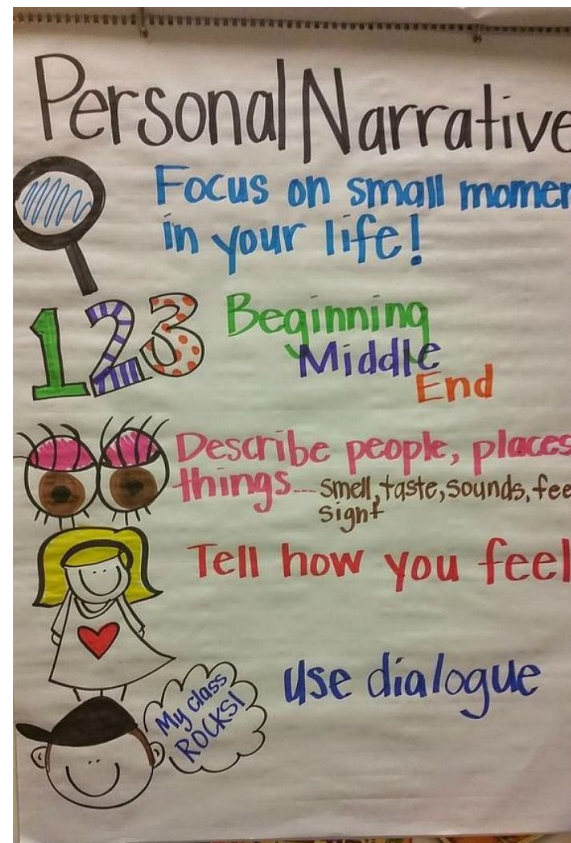 Personal Narrative
Focus on small momen
in your life!
123 Beginning
Middle
End
Describe people, places
things... smell, taste, sounds, fee
sight
Tell how you feel
use dialogue
My class
ROCKS!